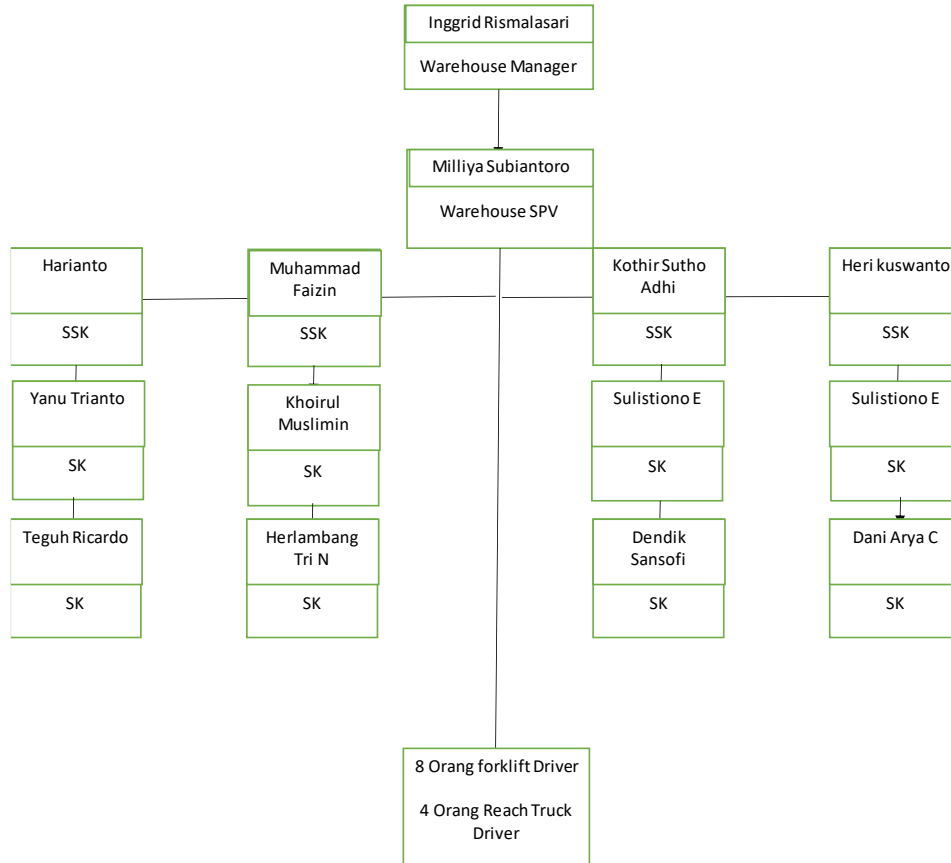 Inggrid Rismalasari
Warehouse Manager
Milliya Subiantoro
Warehouse SPV
Harianto
SSK
Muhammad
Faizin
SSK
Kothir Sutho
Adhi
SSK
Heri kuswanto
SSK
Yanu Trianto
SK
Khoirul
Muslimin
SK
Sulistiono E
SK
Sulistiono E
SK
Teguh Ricardo
SK
Herlambang
Tri N
SK
Dendik
Sansofi
SK
Dani Arya C
SK
8 Orang forklift Driver
4 Orang Reach Truck
Driver